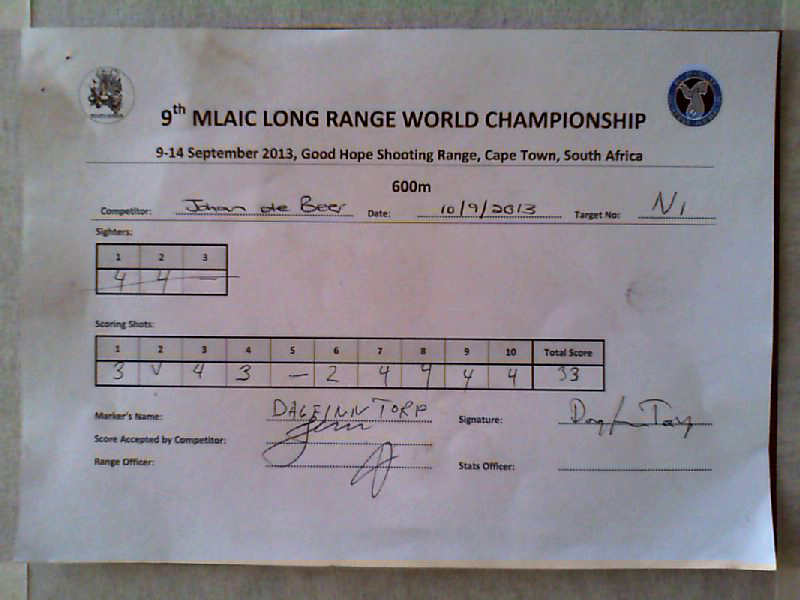 9th MLAIC LONG RANGE WORLD CHAMPIONSHIP
9-14 September 2013, Good Hope Shooting Range, Cape Town, South Africa
600m
Competitor: Johan de Beer Date: 10/9/2013 Target No: N1
Sighters:
1 2 3
4 4 —
Scoring Shots:
1 2 3 4 5 6 7 8 9 10 Total Score
3 V 4 3 — 2 4 4 4 4 33
Marker's Name: DAGFINN TORP Signature:
Score Accepted by Competitor:
Range Officer: Stats Officer: